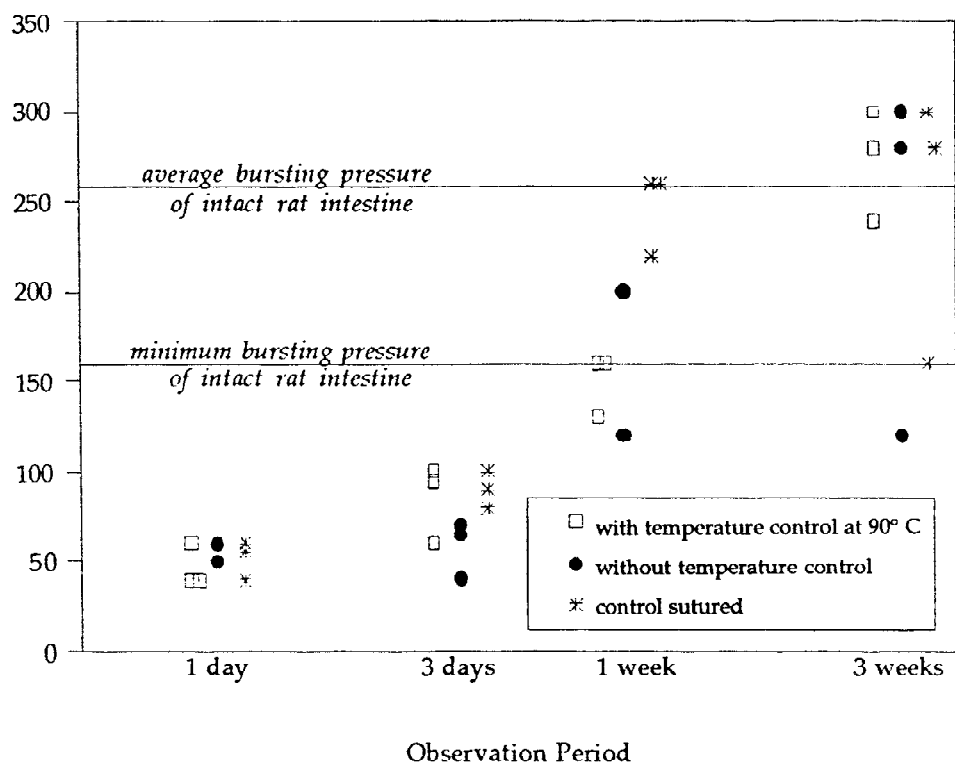 350
300
average bursting pressure
of intact rat intestine
250
200
minimum bursting pressure
of intact rat intestine
150
100
□ with temperature control at 90° C
● without temperature control
50
✳ control sutured
0
1 day 3 days 1 week 3 weeks
Observation Period